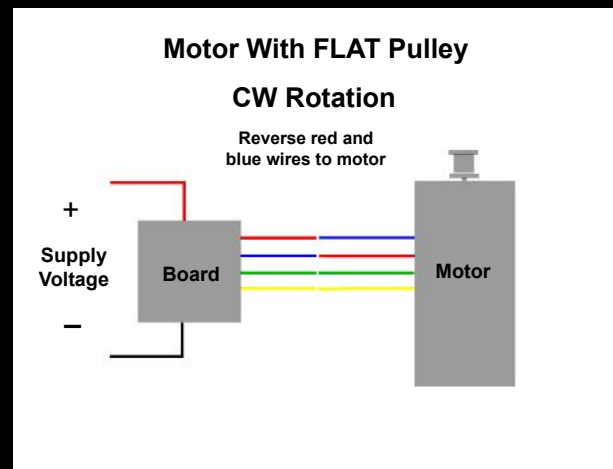 Motor With FLAT Pulley
CW Rotation
Reverse red and
blue wires to motor
+
Supply
Voltage
−
Board
Motor